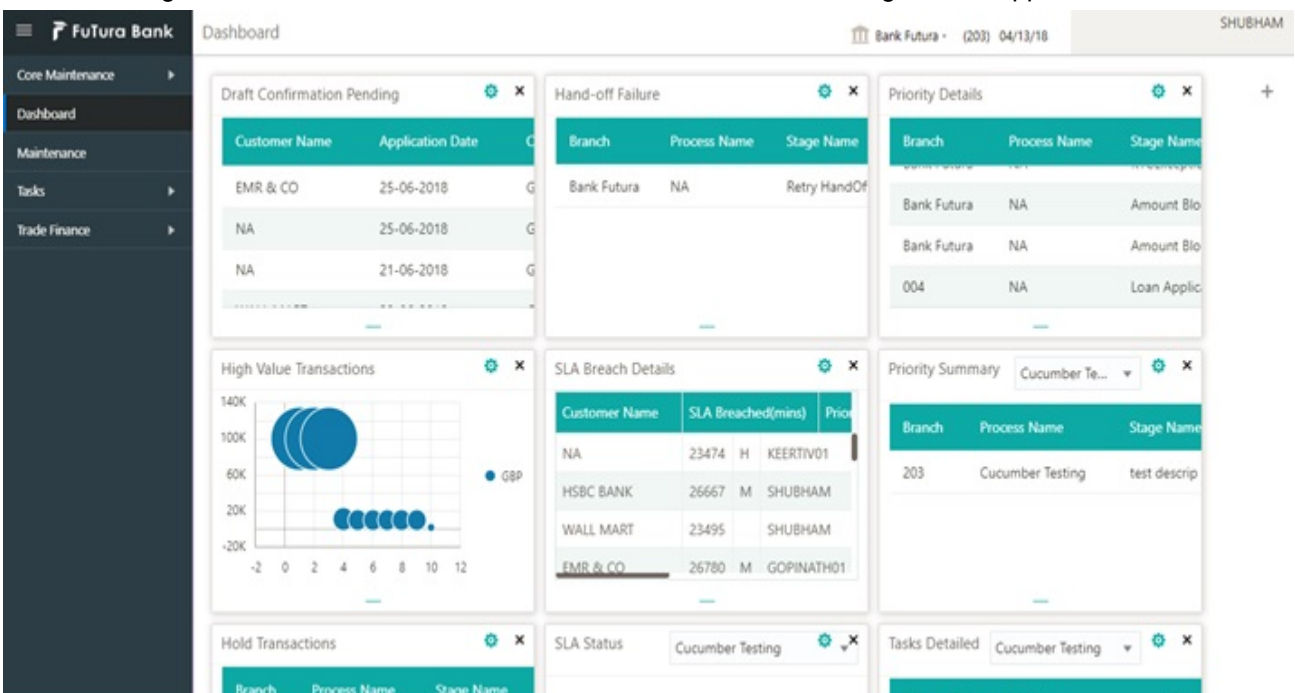 SHUBHAM
FuTura Bank
Dashboard
Bank Futura - (203) 04/13/18
Core Maintenance
Dashboard
Maintenance
Tasks
Trade Finance
Draft Confirmation Pending
Customer Name Application Date
EMR & CO 25-06-2018 G
NA 25-06-2018 G
NA 21-06-2018 G
Hand-off Failure
Branch Process Name Stage Name
Bank Futura NA Retry HandOf
Priority Details
Branch Process Name Stage Name
Bank Futura NA Amount Blo
Bank Futura NA Amount Blo
004 NA Loan Applic
High Value Transactions
140K
100K
60K
20K
-20K
-2 0 2 4 6 8 10 12
GBP
SLA Breach Details
Customer Name SLA Breached(mins) Prior
NA 23474 H KEERTIV01
HSBC BANK 26667 M SHUBHAM
WALL MART 23495 SHUBHAM
EMR & CO 26780 M GOPINATH01
Priority Summary Cucumber Te...
Branch Process Name Stage Name
203 Cucumber Testing test descrip
Hold Transactions
Branch Process Name Stage Name
SLA Status Cucumber Testing
Tasks Detailed Cucumber Testing